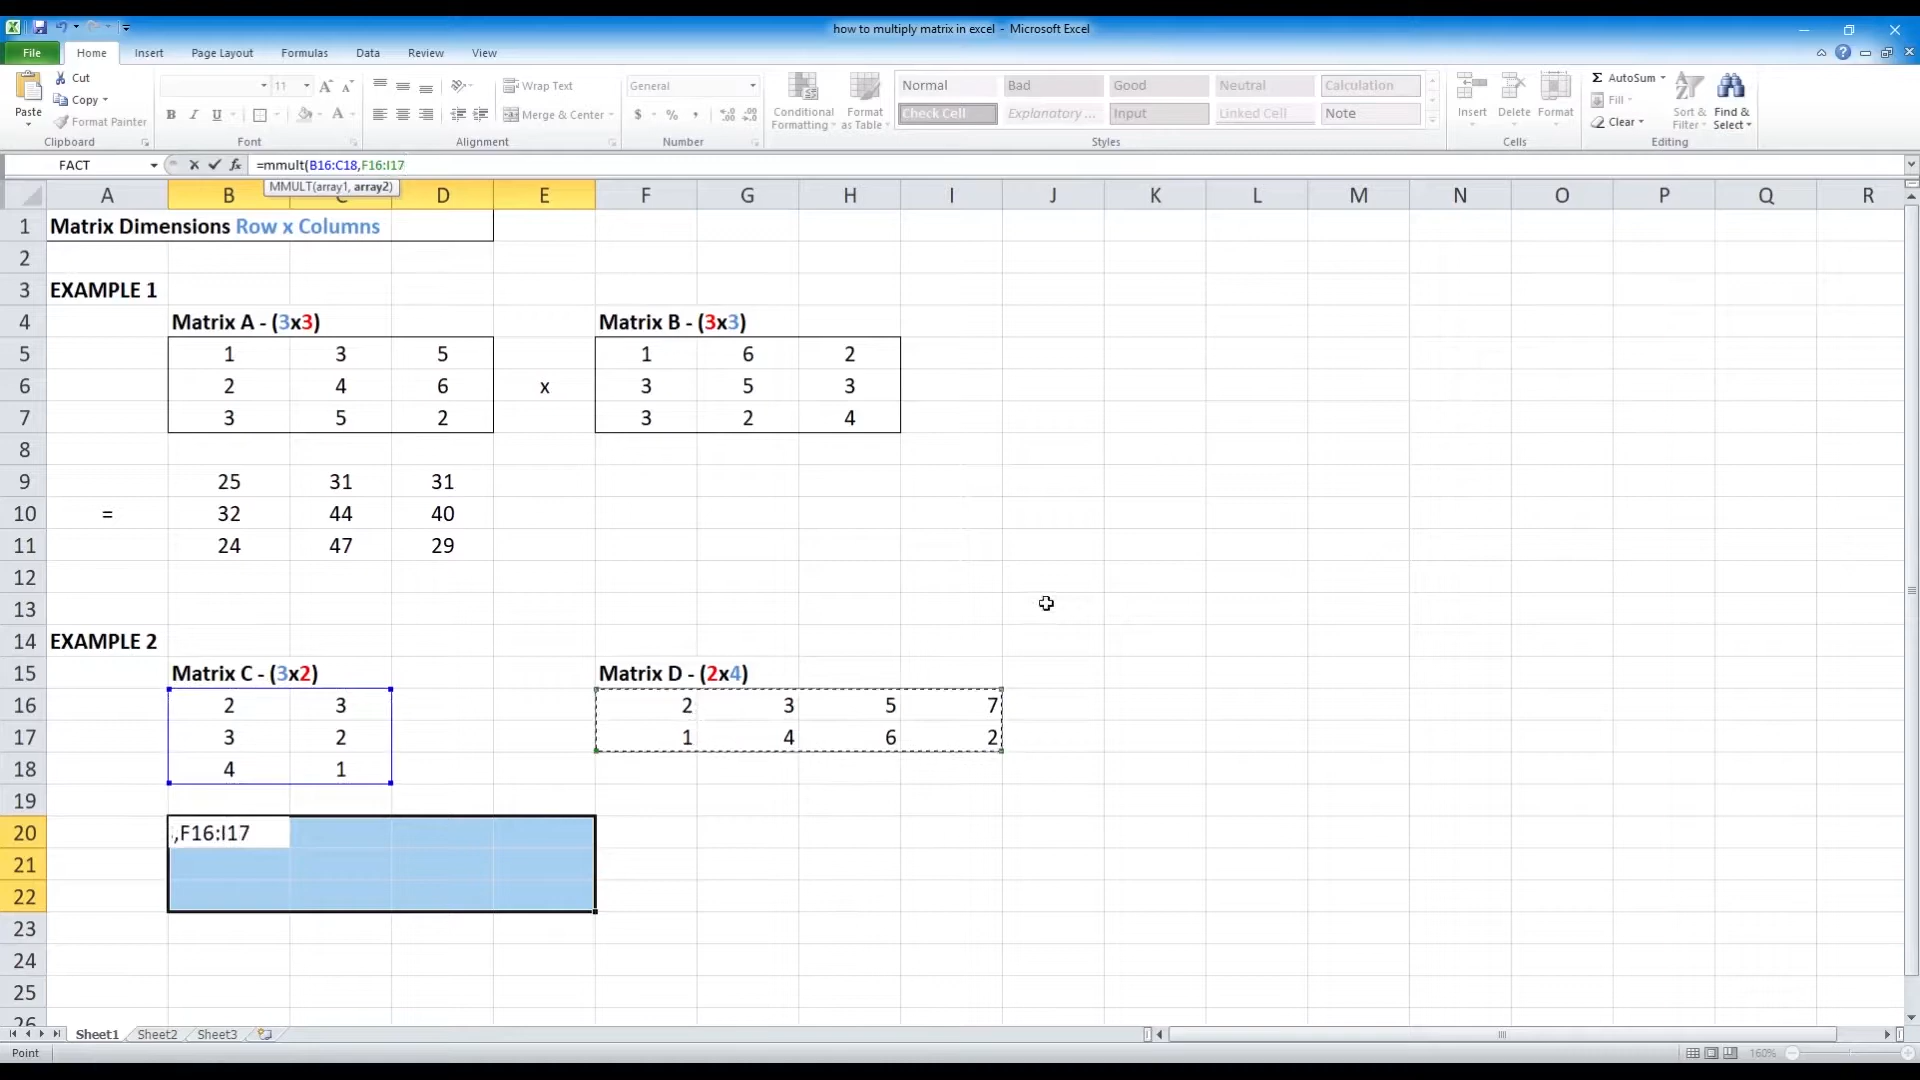 how to multiply matrix in excel - Microsoft Excel
File Home Insert Page Layout Formulas Data Review View
Paste
Cut
Copy
Format Painter
Clipboard
11 A A
B I U A
Font
Wrap Text
Merge & Center
Alignment
General
$ % ,
Number
Conditional Formatting
Format as Table
Normal Bad Good Neutral Calculation
Check Cell Explanatory ... Input Linked Cell Note
Styles
Insert Delete Format
Cells
Σ AutoSum
Fill
Clear
Sort & Filter
Find & Select
Editing
FACT fx =mmult(B16:C18,F16:I17
MMULT(array1, array2)
A B C D E F G H I J K L M N O P Q R
1 Matrix Dimensions Row x Columns
2
3 EXAMPLE 1
4 Matrix A - (3x3) Matrix B - (3x3)
5 1 3 5 1 6 2
6 2 4 6 x 3 5 3
7 3 5 2 3 2 4
8
9 25 31 31
10 = 32 44 40
11 24 47 29
12
13
14 EXAMPLE 2
15 Matrix C - (3x2) Matrix D - (2x4)
16 2 3 2 3 5 7
17 3 2 1 4 6 2
18 4 1
19
20 ,F16:I17
21
22
23
24
25
26
Sheet1 Sheet2 Sheet3
Point 160%